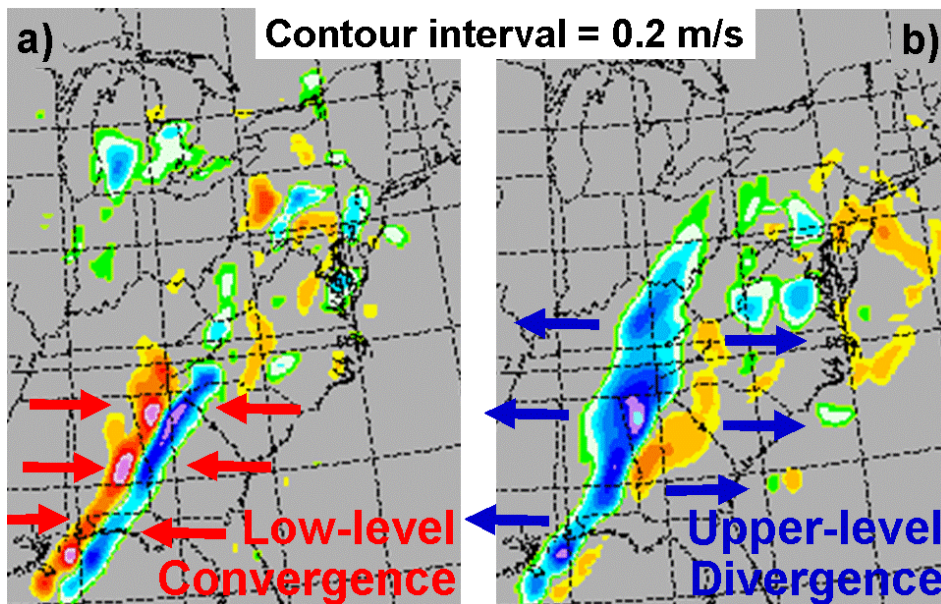 a)
Contour interval = 0.2 m/s
b)
Low-level
Convergence
Upper-level
Divergence